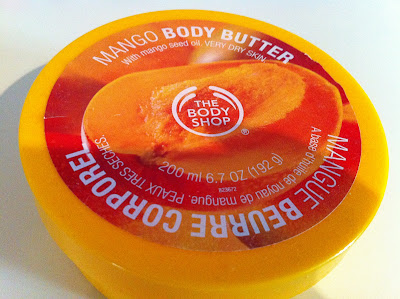 MANGO BODY BUTTER
With mango seed oil. VERY DRY SKIN
THE
BODY
SHOP
®
200 ml 6.7 OZ (192 g)
MANGUE BEURRE CORPOREL
A base d'huile de noyau de mangue. PEAUX TRÈS SÈCHES